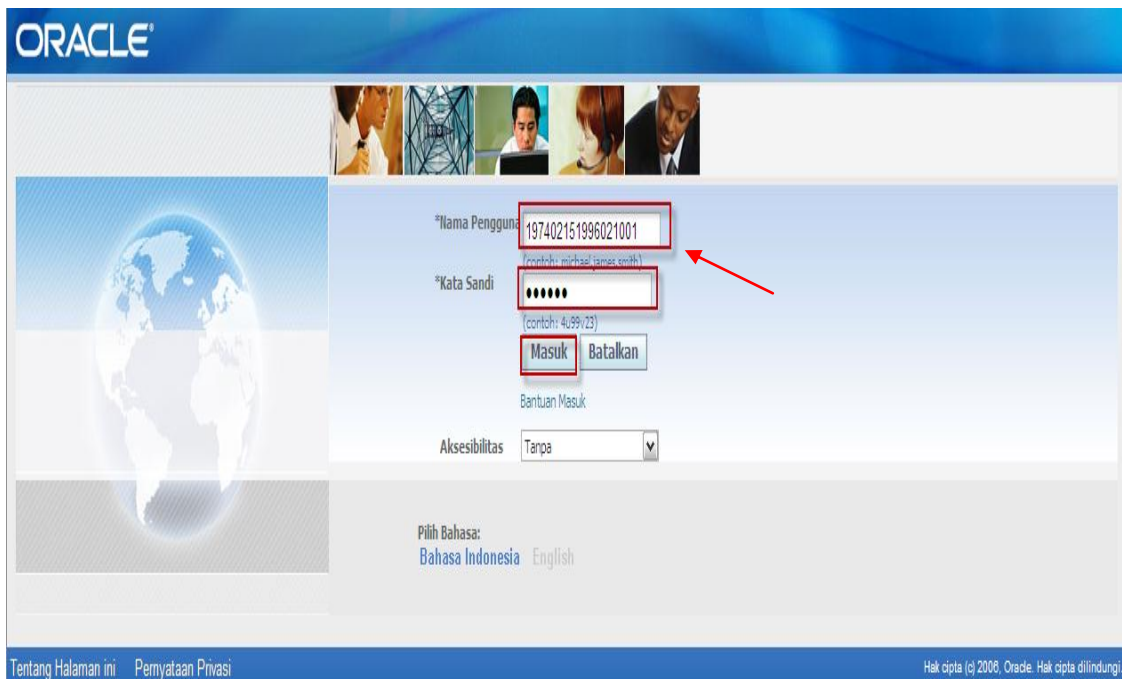 ORACLE®
*Nama Pengguna
197402151996021001
(contoh: michael.james.smith)
*Kata Sandi
••••••
(contoh: 4u99v23)
Masuk Batalkan
Bantuan Masuk
Aksesibilitas Tanpa
Pilih Bahasa:
Bahasa Indonesia English
Tentang Halaman ini Pernyataan Privasi Hak cipta (c) 2006, Oracle. Hak cipta dilindungi.